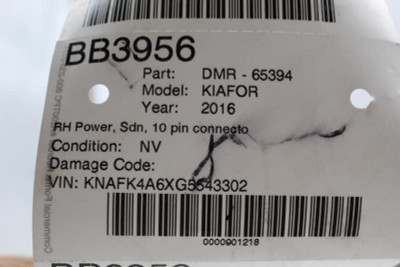 BB3956
Part: DMR - 65394
Model: KIAFOR
Year: 2016
RH Power, Sdn, 10 pin connecto
Condition: NV
Damage Code:
VIN: KNAFK4A6XG5543302
0000901218
BB3956